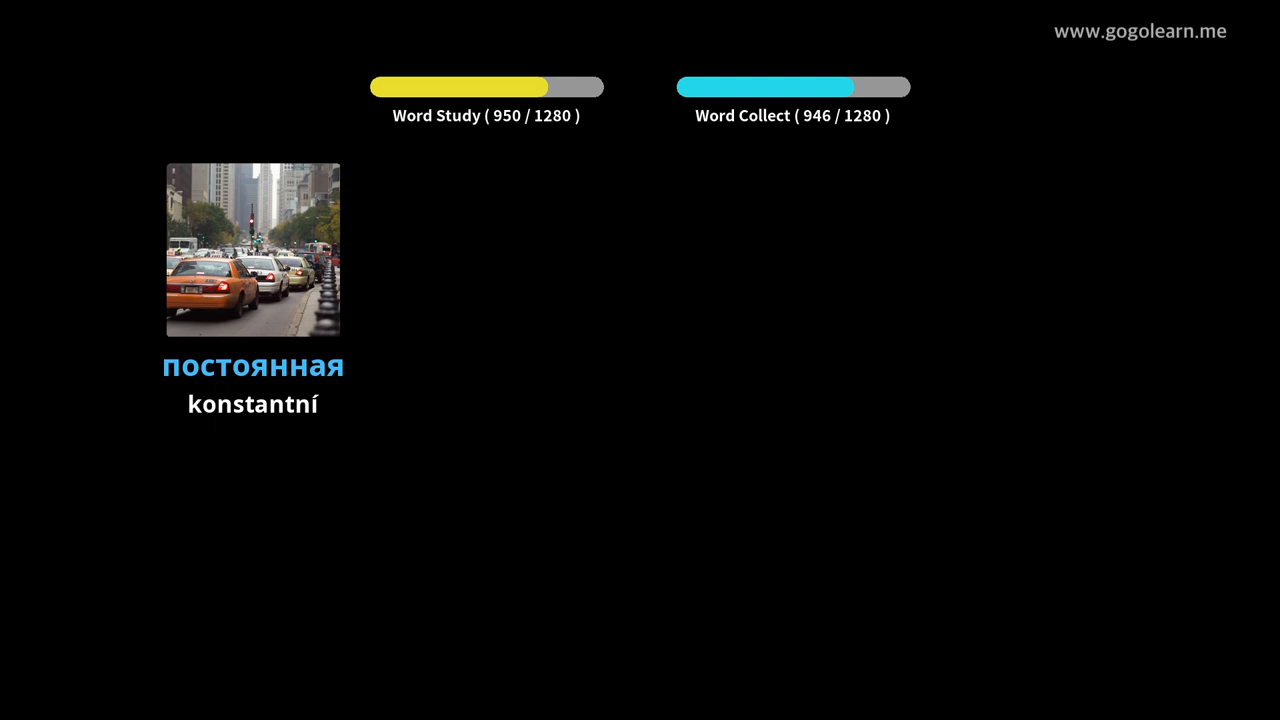 www.gogolearn.me
Word Study ( 950 / 1280 )
Word Collect ( 946 / 1280 )
постоянная
konstantní